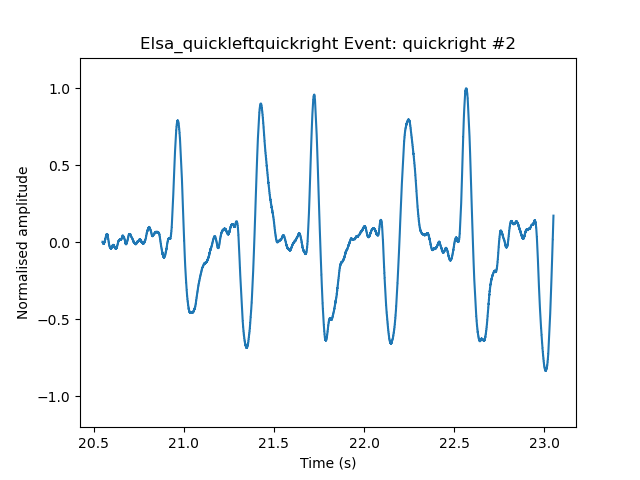 Elsa_quickleftquickright Event: quickright #2
1.0
0.5
0.0
−0.5
−1.0
Normalised amplitude
20.5 21.0 21.5 22.0 22.5 23.0
Time (s)